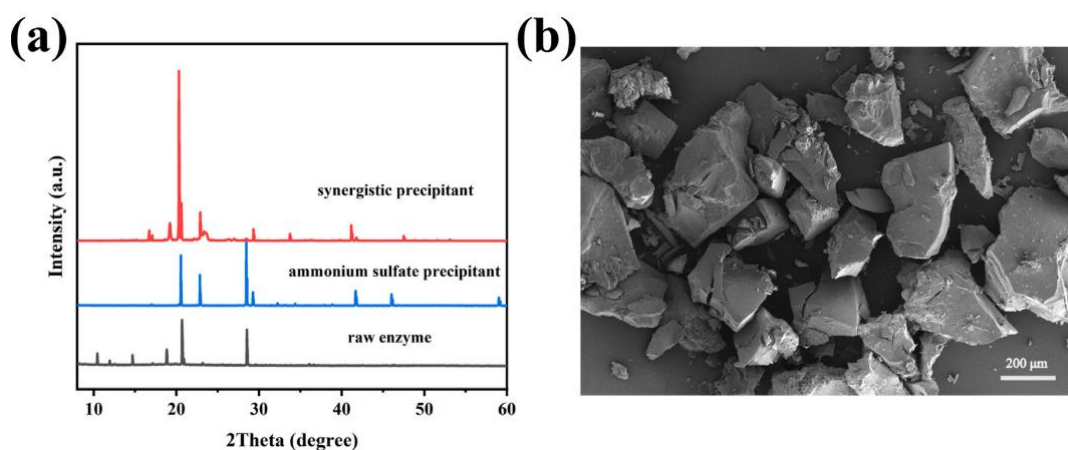 (a)
(b)
Intensity (a.u.)
synergistic precipitant
ammonium sulfate precipitant
raw enzyme
10 20 30 40 50 60
2Theta (degree)
200 μm